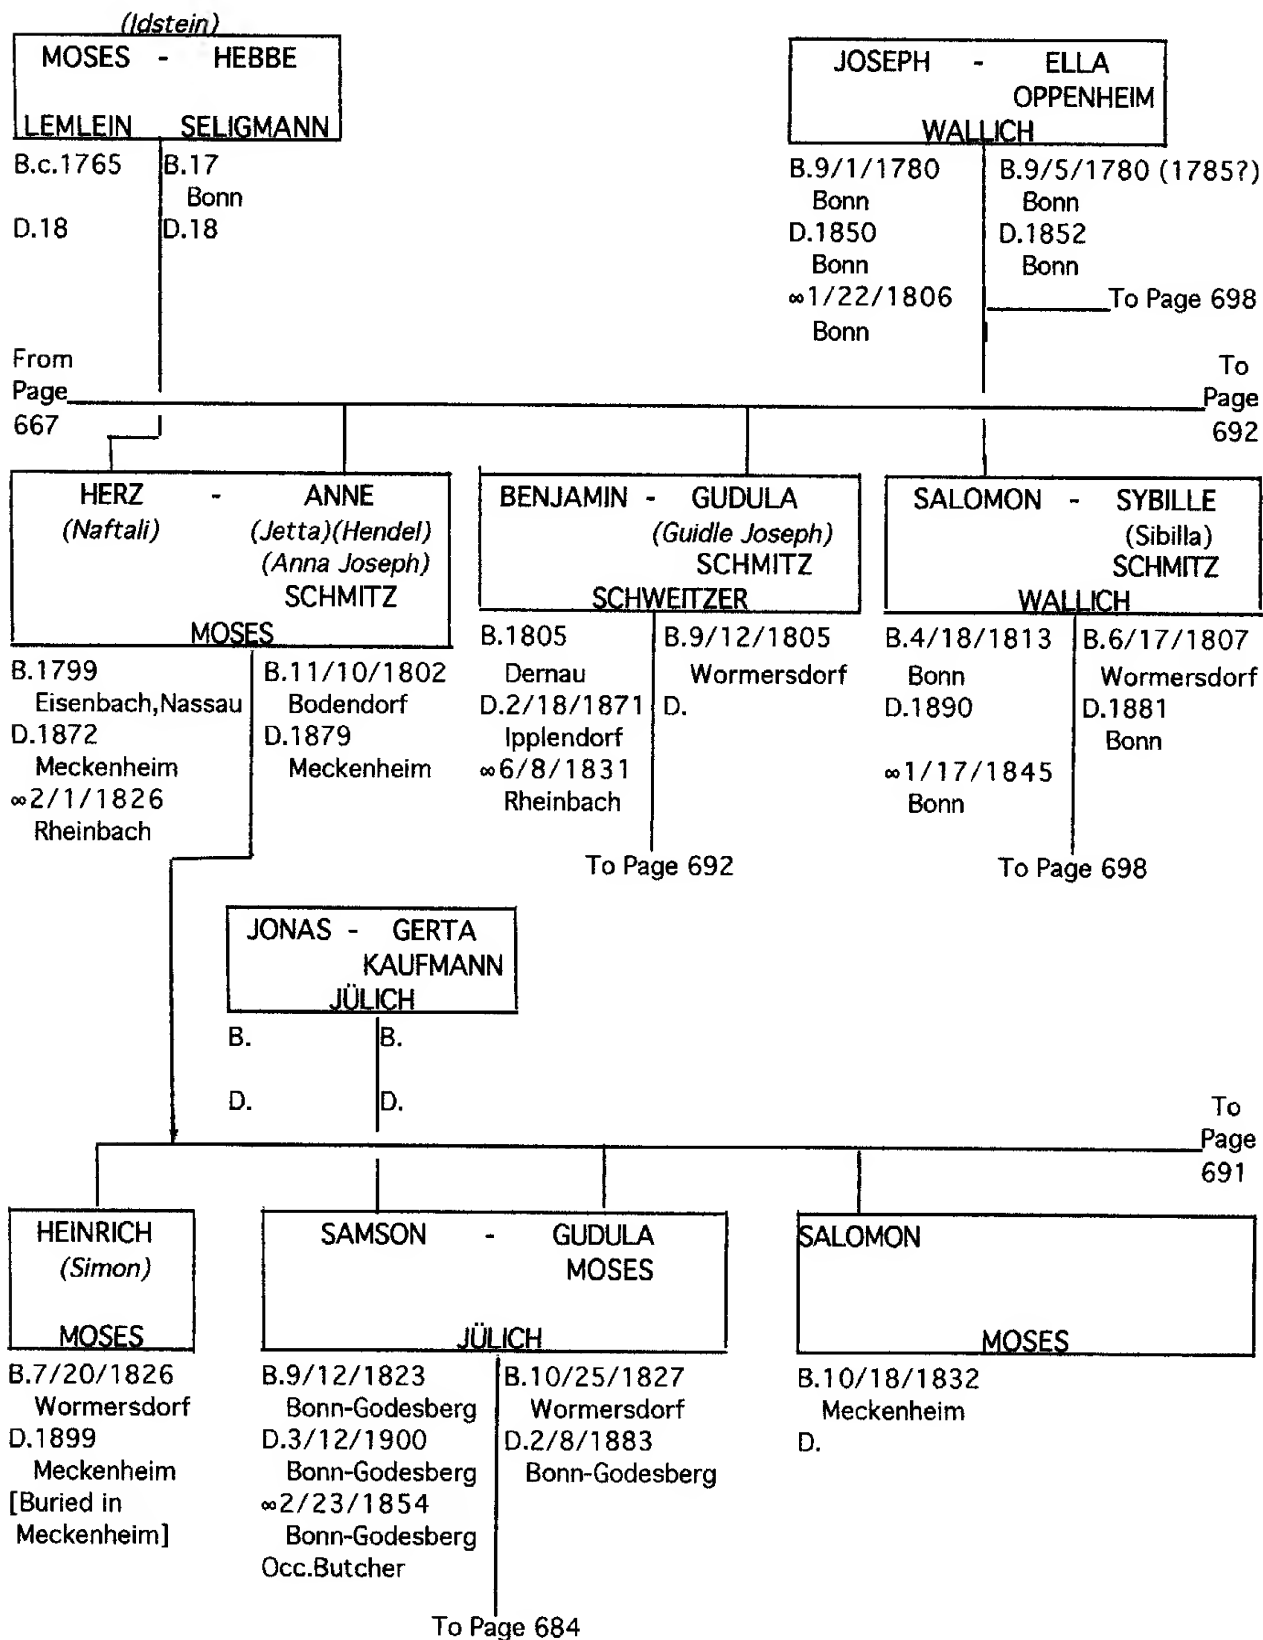 (Idstein)
MOSES - HEBBE
LEMLEIN SELIGMANN
B.c.1765 B.17
Bonn
D.18 D.18
JOSEPH - ELLA
OPPENHEIM
WALLICH
B.9/1/1780 B.9/5/1780 (1785?)
Bonn Bonn
D.1850 D.1852
Bonn Bonn
∞1/22/1806 To Page 698
Bonn
From
Page
667
To
Page
692
HERZ - ANNE
(Naftali) (Jetta)(Hendel)
(Anna Joseph)
SCHMITZ
MOSES
B.1799 B.11/10/1802
Eisenbach,Nassau Bodendorf
D.1872 D.1879
Meckenheim Meckenheim
∞2/1/1826
Rheinbach
BENJAMIN - GUDULA
(Guidle Joseph)
SCHMITZ
SCHWEITZER
B.1805 B.9/12/1805
Dernau Wormersdorf
D.2/18/1871 D.
Ipplendorf
∞6/8/1831
Rheinbach
To Page 692
SALOMON - SYBILLE
(Sibilla)
SCHMITZ
WALLICH
B.4/18/1813 B.6/17/1807
Bonn Wormersdorf
D.1890 D.1881
Bonn
∞1/17/1845
Bonn
To Page 698
JONAS - GERTA
KAUFMANN
JÜLICH
B. B.
D. D.
To
Page
691
HEINRICH
(Simon)
MOSES
B.7/20/1826
Wormersdorf
D.1899
Meckenheim
[Buried in
Meckenheim]
SAMSON - GUDULA
MOSES
JÜLICH
B.9/12/1823 B.10/25/1827
Bonn-Godesberg Wormersdorf
D.3/12/1900 D.2/8/1883
Bonn-Godesberg Bonn-Godesberg
∞2/23/1854
Bonn-Godesberg
Occ.Butcher
To Page 684
SALOMON
MOSES
B.10/18/1832
Meckenheim
D.